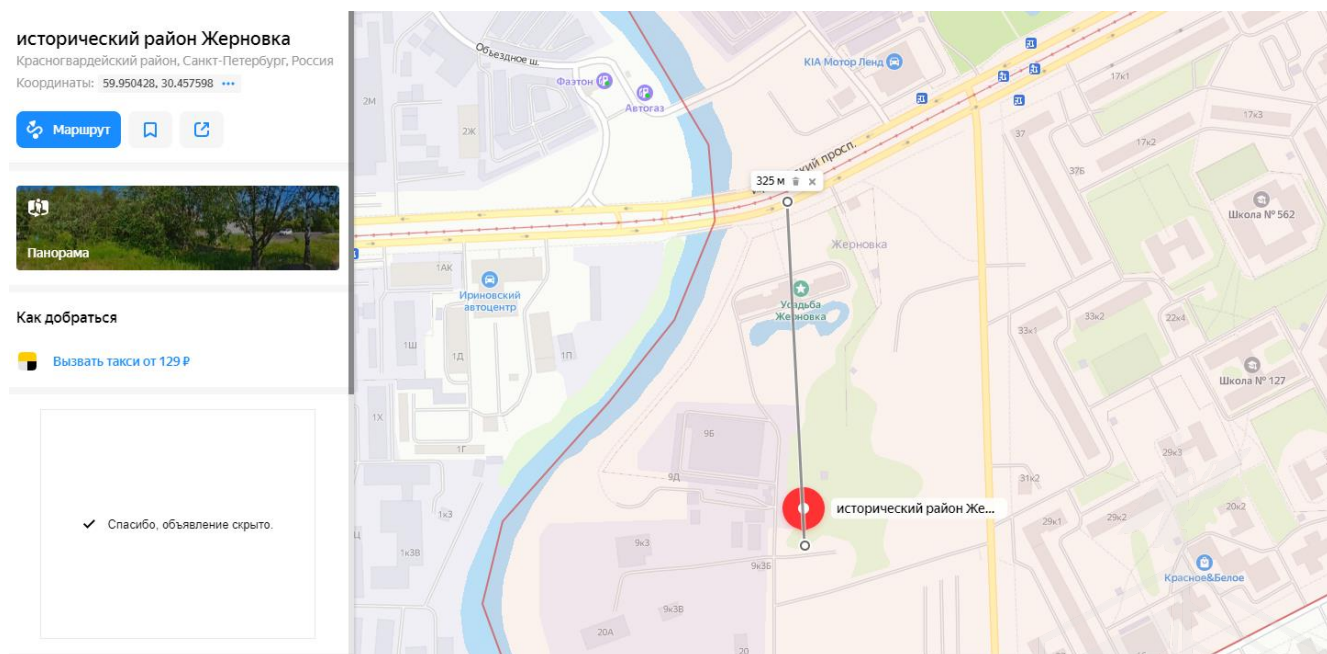 исторический район Жерновка
Красногвардейский район, Санкт-Петербург, Россия
Координаты: 59.950428, 30.457598 •••
Маршрут
Панорама
Как добраться
Вызвать такси от 129 ₽
Спасибо, объявление скрыто.
Объездное ш.
Фаэтон
Автогаз
KIA Мотор Ленд
2М
2Ж
17к1
17к3
17к2
37
37Б
Школа № 562
просп.
325 м
Жерновка
1АК
Ириновский
автоцентр
Усадьба
Жерновка
33к1
33к2
22к4
1Ш
1Д
1П
Школа № 127
1Х
1Г
9Б
29к3
9Д
31к2
исторический район Же...
1к3
20к2
29к1
29к2
1к3В
9к3
9к3Б
Красное&Белое
9к3В
20А
20